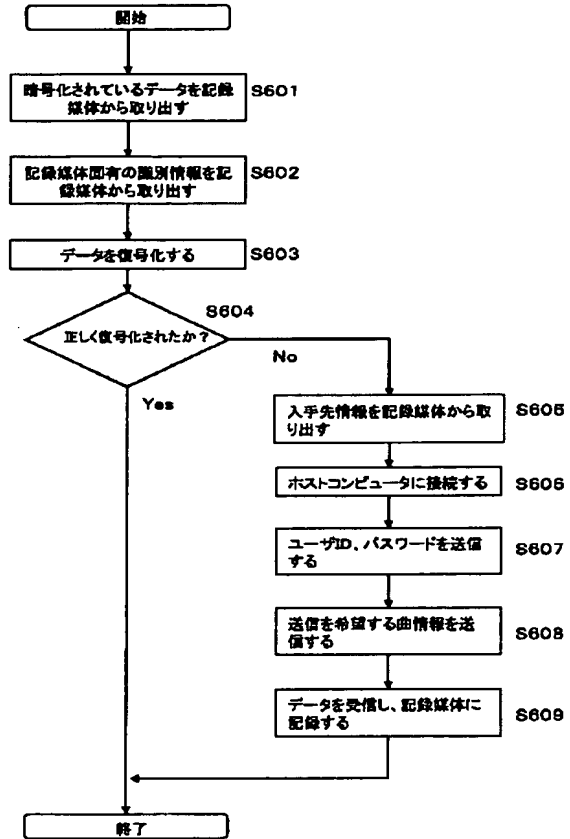 開始
暗号化されているデータを記録
媒体から取り出す
S601
記録媒体固有の識別情報を記
録媒体から取り出す
S602
データを復号化する
S603
S604
正しく復号化されたか？
No
Yes
入手先情報を記録媒体から取
り出す
S605
ホストコンピュータに接続する
S606
ユーザID、パスワードを送信
する
S607
送信を希望する曲情報を送
信する
S608
データを受信し、記録媒体に
記録する
S609
終了